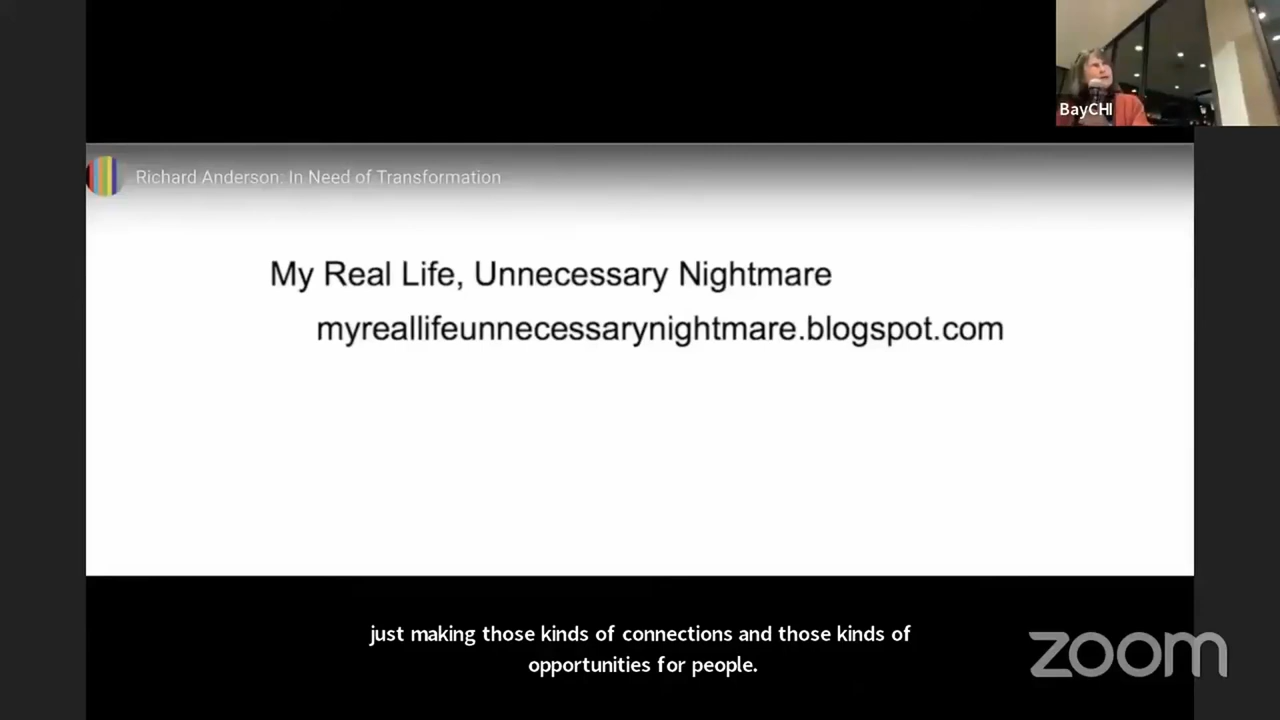 BayCHI
Richard Anderson: In Need of Transformation
My Real Life, Unnecessary Nightmare
myreallifeunnecessarynightmare.blogspot.com
just making those kinds of connections and those kinds of
opportunities for people.
zoom